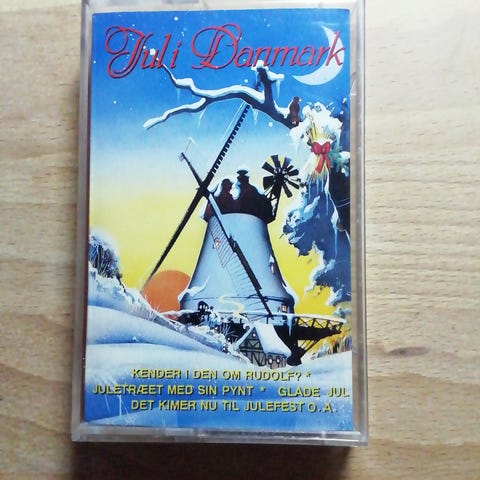 Jul i Danmark
KENDER I DEN OM RUDOLF? *
JULETRÆET MED SIN PYNT * GLADE JUL
DET KIMER NU TIL JULEFEST O.A.